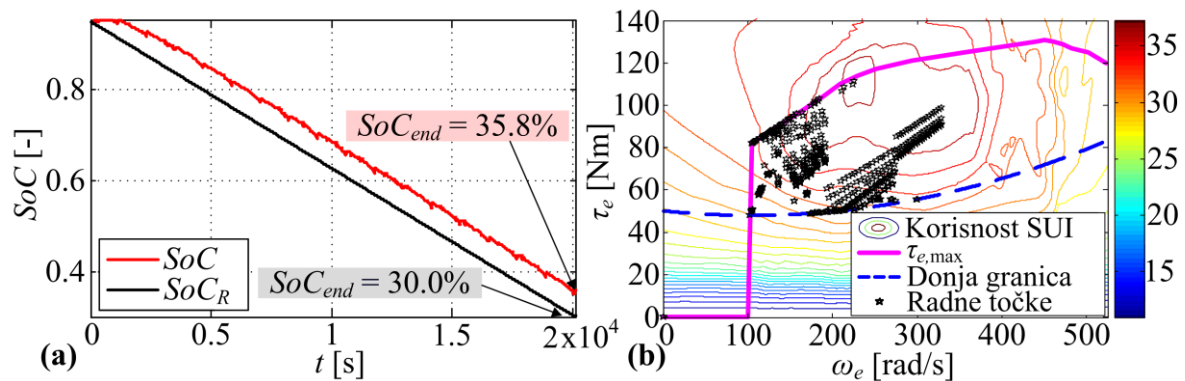 SoC [-]
0.8
0.6
0.4
SoC_end = 35.8%
SoC_end = 30.0%
SoC
SoC_R
0
0.5
1
1.5
2x10^4
t [s]
(a)
τ_e [Nm]
140
120
100
80
60
40
20
0
Korisnost SUI
τ_e,max
Donja granica
Radne točke
0
100
200
300
400
500
ω_e [rad/s]
35
30
25
20
15
(b)